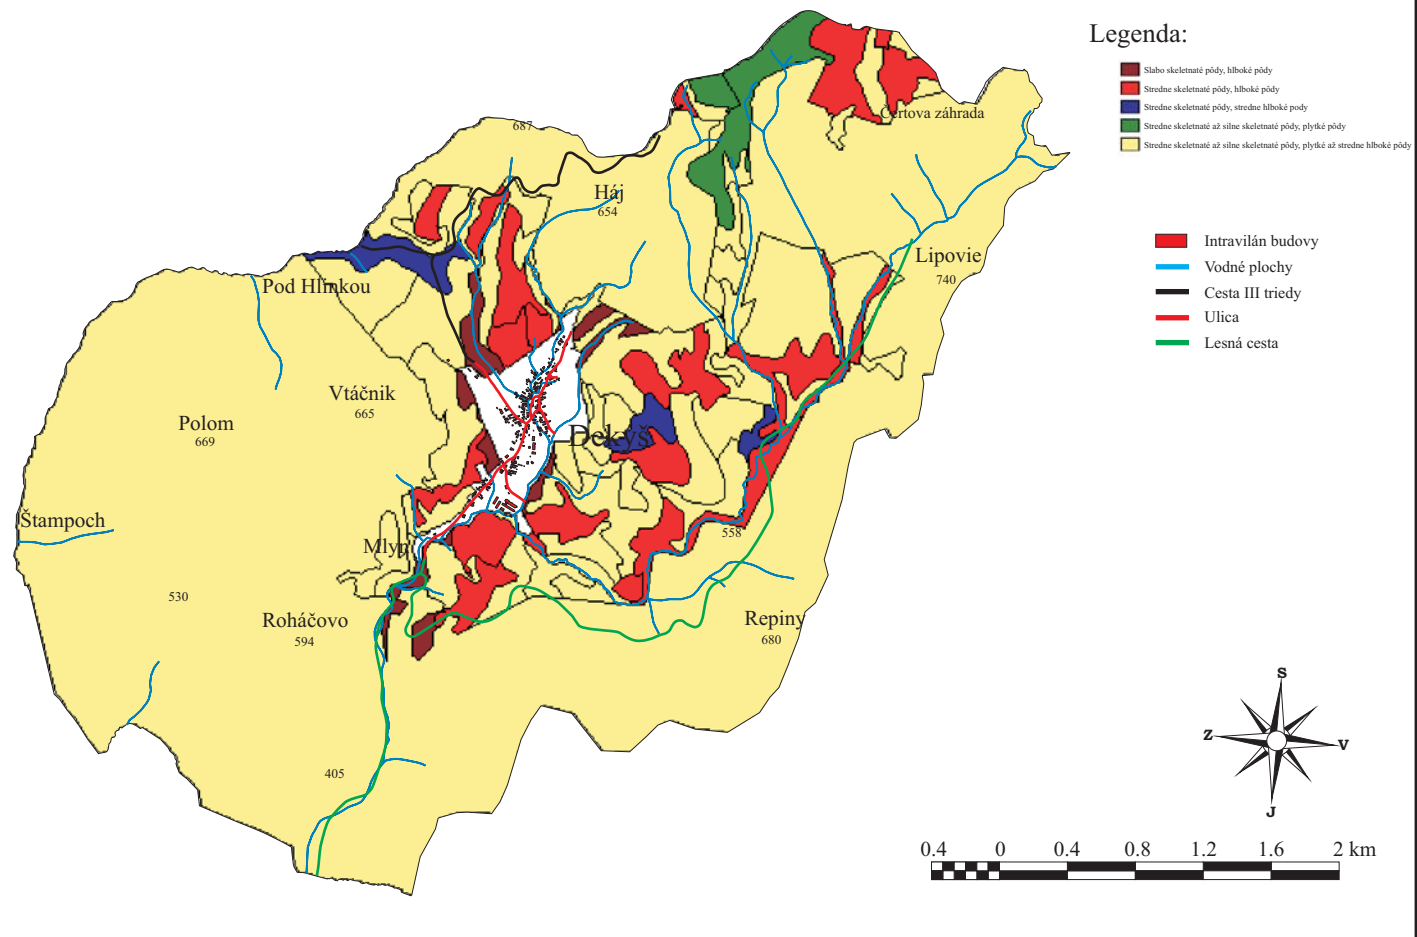 Legenda:
Slabo skeletnaté pôdy, hlboké pôdy
Stredne skeletnaté pôdy, hlboké pôdy
Stredne skeletnaté pôdy, stredne hlboké pody
Stredne skeletnaté až silne skeletnaté pôdy, plytké pôdy
Stredne skeletnaté až silne skeletnaté pôdy, plytké až stredne hlboké pôdy
Čertova záhrada
687
Háj
654
Intravilán budovy
Vodné plochy
Cesta III triedy
Ulica
Lesná cesta
Lipovie
740
Pod Hlinkou
Vtáčnik
665
Polom
669
Dekýš
Štampoch
558
Mlyn
530
Roháčovo
594
Repiny
680
405
S
Z
V
J
0.4 0 0.4 0.8 1.2 1.6 2 km